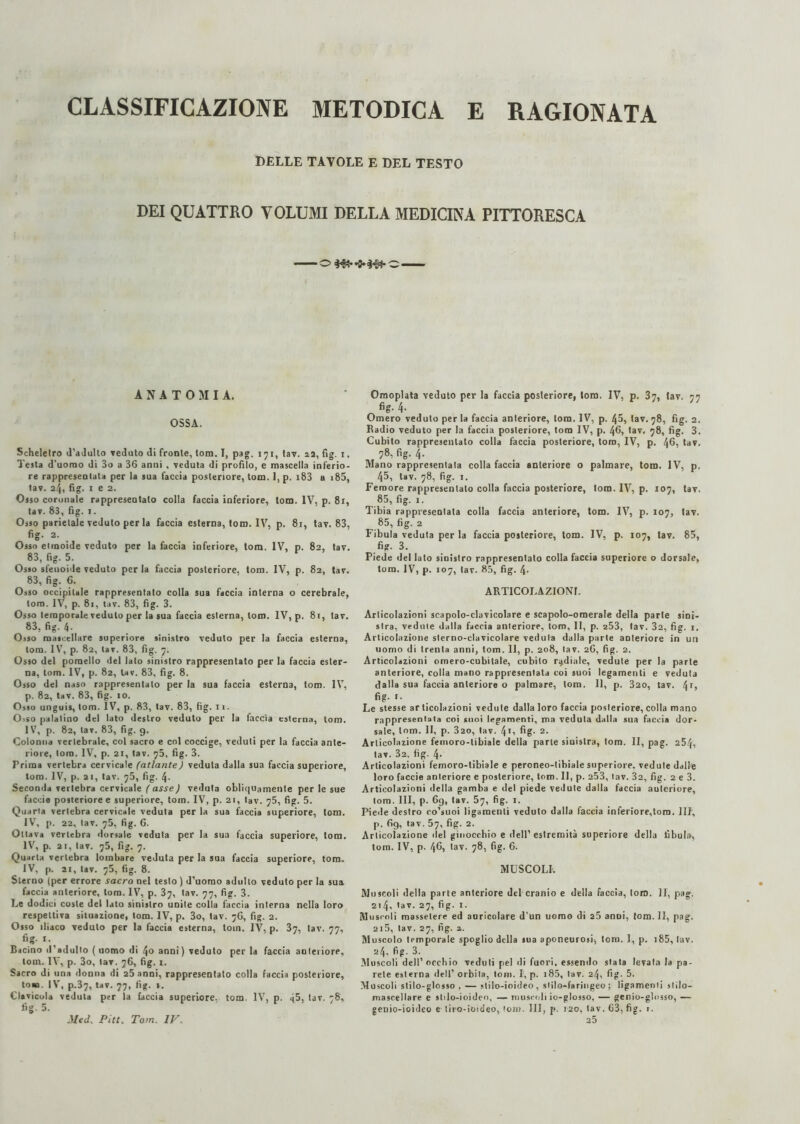 CLASSIFICAZIONE METODICA E RAGIONATA
DELLE TAVOLE E DEL TESTO
DEI QUATTRO VOLUMI DELLA MEDICINA PITTORESCA
ANATOMIA.
OSSA.
Scheletro d'adulto veduto di fronte, tom. I, pag. 171, tav. 22, fig. 1.
Testa d'uomo di 30 a 36 anni, veduta di profilo, e mascella inferio-
re rappresentata per la sua faccia posteriore, tom. I, p. 183 a 185,
tav. 24, fig. 1 e 2.
Osso coronale rappresentato colla faccia inferiore, tom. IV, p. 81,
tav. 83, fig. 1.
Osso parietale veduto per la faccia esterna, tom. IV, p. 81, tav. 83,
fig. 2.
Osso etmoide veduto per la faccia inferiore, tom. IV, p. 82, tav.
83, fig. 5.
Osso sfenoide veduto per la faccia posteriore, tom. IV, p. 82, tav.
83, fig. 6.
Osso occipitale rappresentato colla sua faccia interna o cerebrale,
tom. IV, p. 81, tav. 83, fig. 3.
Osso temporale veduto per la sua faccia esterna, tom. IV, p. 81, tav.
83, fig. 4.
Osso mascellare superiore sinistro veduto per la faccia esterna,
tom. IV, p. 82, tav. 83, fig. 7.
Osso del pomello del lato sinistro rappresentato per la faccia ester-
na, tom. IV, p. 82, tav. 83, fig. 8.
Osso del naso rappresentato per la sua faccia esterna, tom. IV,
p. 82, tav. 83, fig. 10.
Osso unguis, tom. IV, p. 83, tav. 83, fig. 11.
Osso palatino del lato destro veduto per la faccia esterna, tom.
IV, p. 82, tav. 83, fig. 9.
Colonna vertebrale, col sacro e col coccige, veduti per la faccia ante-
riore, tom. IV, p. 21, tav. 75, fig. 3.
Prima vertebra cervicale (atlante) veduta dalla sua faccia superiore,
tom. IV, p. 21, tav. 75, fig. 4.
Seconda vertebra cervicale (asse) veduta obliquamente per le sue
faccie posteriore e superiore, tom. IV, p. 21, tav. 75, fig. 5.
Quarta vertebra cervicale veduta per la sua faccia superiore, tom.
IV, p. 22, tav. 75, fig. 6.
Ottava vertebra dorsale veduta per la sua faccia superiore, tom.
IV, p. 21, tav. 75, fig. 7.
Quarta vertebra lombare veduta per la sua faccia superiore, tom.
IV, p. 21, tav. 75, fig. 8.
Sterno (per errore sacro nel testo) d'uomo adulto veduto per la sua
faccia anteriore, tom. IV, p. 37, tav. 77, fig. 3.
Le dodici coste del lato sinistro unite colla faccia interna nella loro
respettiva situazione, tom. IV, p. 30, tav. 76, fig. 2.
Osso iliaco veduto per la faccia esterna, tom. IV, p. 37, tav. 77,
fig. 1.
Bacino d'adulto (uomo di 40 anni) veduto per la faccia anteriore,
tom. IV, p. 30, tav. 76, fig. 1.
Sacro di una donna di 25 anni, rappresentato colla faccia posteriore,
tom. IV, p. 37, tav. 77, fig. 2.
Clavicola veduta per la faccia superiore, tom. IV, p. 45, tav. 78,
fig. 5.
Med. Pitt. Tom. IV.
Omoplata veduto per la faccia posteriore, tom. IV, p. 37, tav. 77
fig. 4.
Omero veduto per la faccia anteriore, tom. IV, p. 45, tav. 78, fig. 2.
Radio veduto per la faccia posteriore, tom IV, p. 46, tav. 78, fig. 3.
Cubito rappresentato colla faccia posteriore, tom, IV, p. 46, tav.
78, fig. 4.
Mano rappresentata colla faccia anteriore o palmare, tom. IV, p.
45, tav. 78, fig. 1.
Femore rappresentato colla faccia posteriore, tom. IV, p. 107, tav.
85, fig. 1.
Tibia rappresentata colla faccia anteriore, tom. IV, p. 107, tav.
85, fig. 2
Fibula veduta per la faccia posteriore, tom. IV, p. 107, tav. 85,
fig. 3.
Piede del lato sinistro rappresentato colla faccia superiore o dorsale,
tom. IV, p. 107, tav. 85, fig. 4.
ARTICOLAZIONI.
Articolazioni scapolo-clavicolare e scapolo-omerale della parte sini-
stra, vedute dalla faccia anteriore, tom. II, p. 253, tav. 32, fig. 1.
Articolazione sterno-clavicolare veduta dalla parte anteriore in un
uomo di trenta anni, tom. II, p. 208, tav. 26, fig. 2.
Articolazioni omero-cubitale, cubito radiale, vedute per la parte
anteriore, colla mano rappresentata coi suoi legamenti e veduta
dalla sua faccia anteriore o palmare, tom. II, p. 320, tav. 41,
fig. 1.
Le stesse articolazioni vedute dalla loro faccia posteriore, colla mano
rappresentata coi suoi legamenti, ma veduta dalla sua faccia dor-
sale, tom. II, p. 320, tav. 41, fig. 2.
Articolazione femoro-tibiale della parte sinistra, tom. II, pag. 254,
tav. 32, fig. 4.
Articolazioni femoro-tibiale e peroneo-tibiale superiore, vedute dalle
loro faccie anteriore e posteriore, tom. II, p. 253, tav. 32, fig. 2 e 3.
Articolazioni della gamba e del piede vedute dalla faccia anteriore,
tom. III, p. 69, tav. 57, fig. 1.
Piede destro co'suoi ligamenti veduto dalla faccia inferiore, tom. III,
p. 69, tav. 57, fig. 2.
Articolazione del ginocchio e dell' estremità superiore della fibula,
tom. IV, p. 46, tav. 78, fig. 6.
MUSCOLI.
Muscoli della parte anteriore del cranio e della faccia, tom. II, pag.
214, tav. 27, fig. 1.
Muscoli massetere ed auricolare d'un uomo di 25 anni, tom. II, pag.
215, tav. 27, fig. 2.
Muscolo temporale spoglio della sua aponeurosi, tom. I, p. 185, tav.
24, fig. 3.
Muscoli dell' occhio veduti pel di fuori, essendo stata levata la pa-
rete esterna dell' orbita, tom. I, p. 185, tav. 24, fig. 5.
Muscoli stilo-glosso, — stilo-ioideo, stilo-faringeo; ligamenti stilo-
mascellare e stilo-ioideo, — muscoli io-glosso, — genio-glosso, —
genio-ioideo e tiro-ioideo, tom. III, p. 120, tav. 63, fig. 1.
25